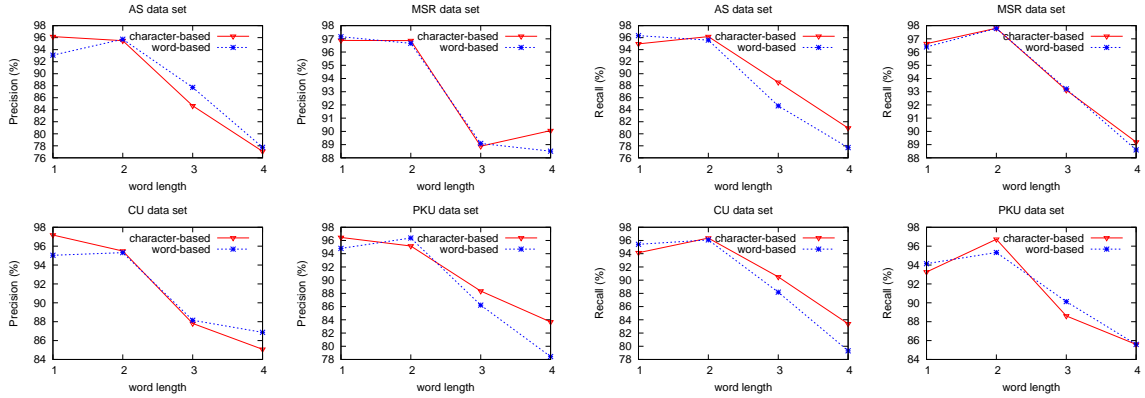 AS data set
Precision (%)
98
96
94
92
90
88
86
84
82
80
78
76
1 2 3 4
word length
character-based
word-based
MSR data set
Precision (%)
98
97
96
95
94
93
92
91
90
89
88
1 2 3 4
word length
character-based
word-based
AS data set
Recall (%)
98
96
94
92
90
88
86
84
82
80
78
76
1 2 3 4
word length
character-based
word-based
MSR data set
Recall (%)
98
97
96
95
94
93
92
91
90
89
88
1 2 3 4
word length
character-based
word-based
CU data set
Precision (%)
98
96
94
92
90
88
86
84
1 2 3 4
word length
character-based
word-based
PKU data set
Precision (%)
98
96
94
92
90
88
86
84
82
80
78
1 2 3 4
word length
character-based
word-based
CU data set
Recall (%)
98
96
94
92
90
88
86
84
82
80
78
1 2 3 4
word length
character-based
word-based
PKU data set
Recall (%)
98
96
94
92
90
88
86
84
1 2 3 4
word length
character-based
word-based